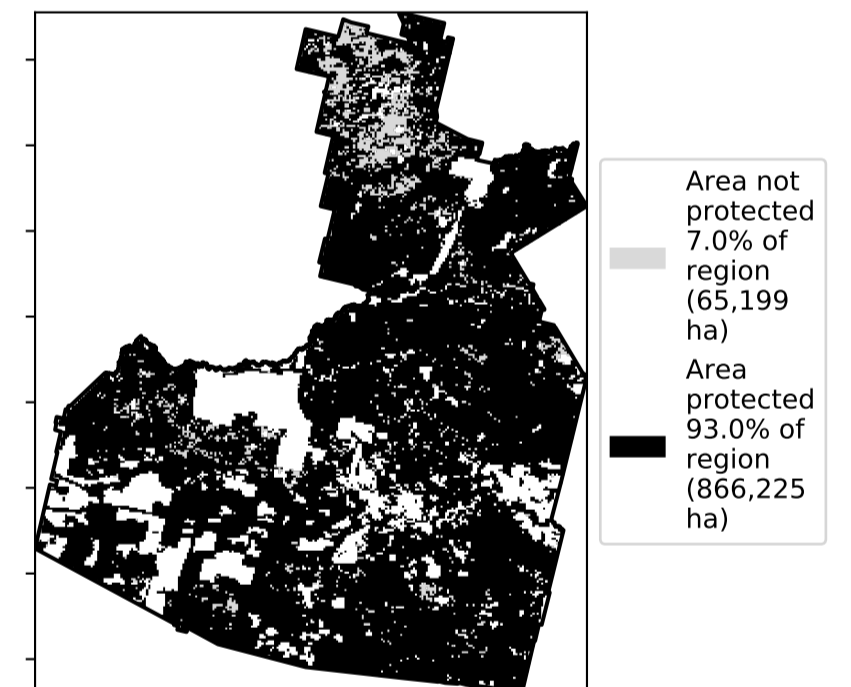 Area not
protected
7.0% of
region
(65,199
ha)
Area
protected
93.0% of
region
(866,225
ha)